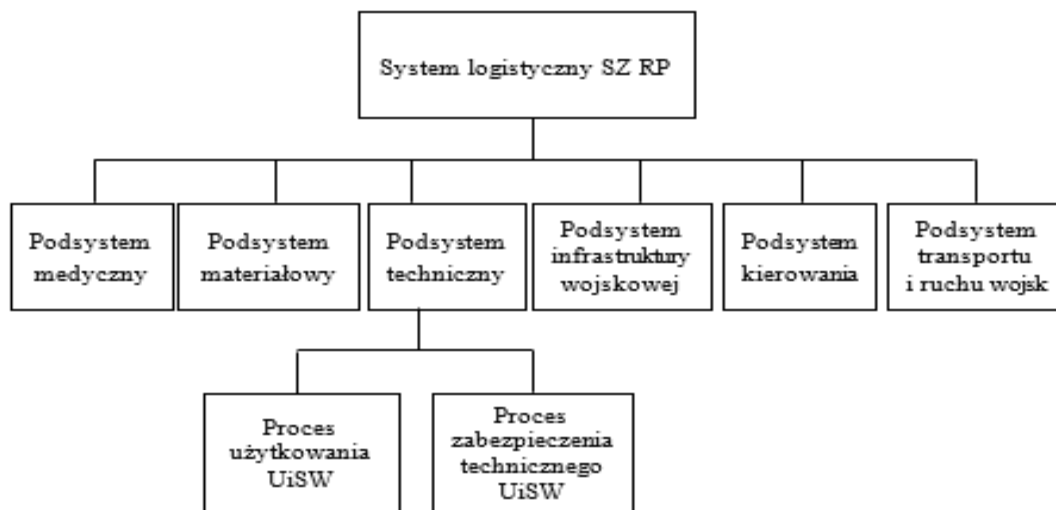 System logistyczny SZ RP
Podsystem
medyczny
Podsystem
materiałowy
Podsystem
techniczny
Podsystem
infrastruktury
wojskowej
Podsystem
kierowania
Podsystem
transportu
i ruchu wojsk
Proces
użytkowania
UiSW
Proces
zabezpieczenia
technicznego
UiSW